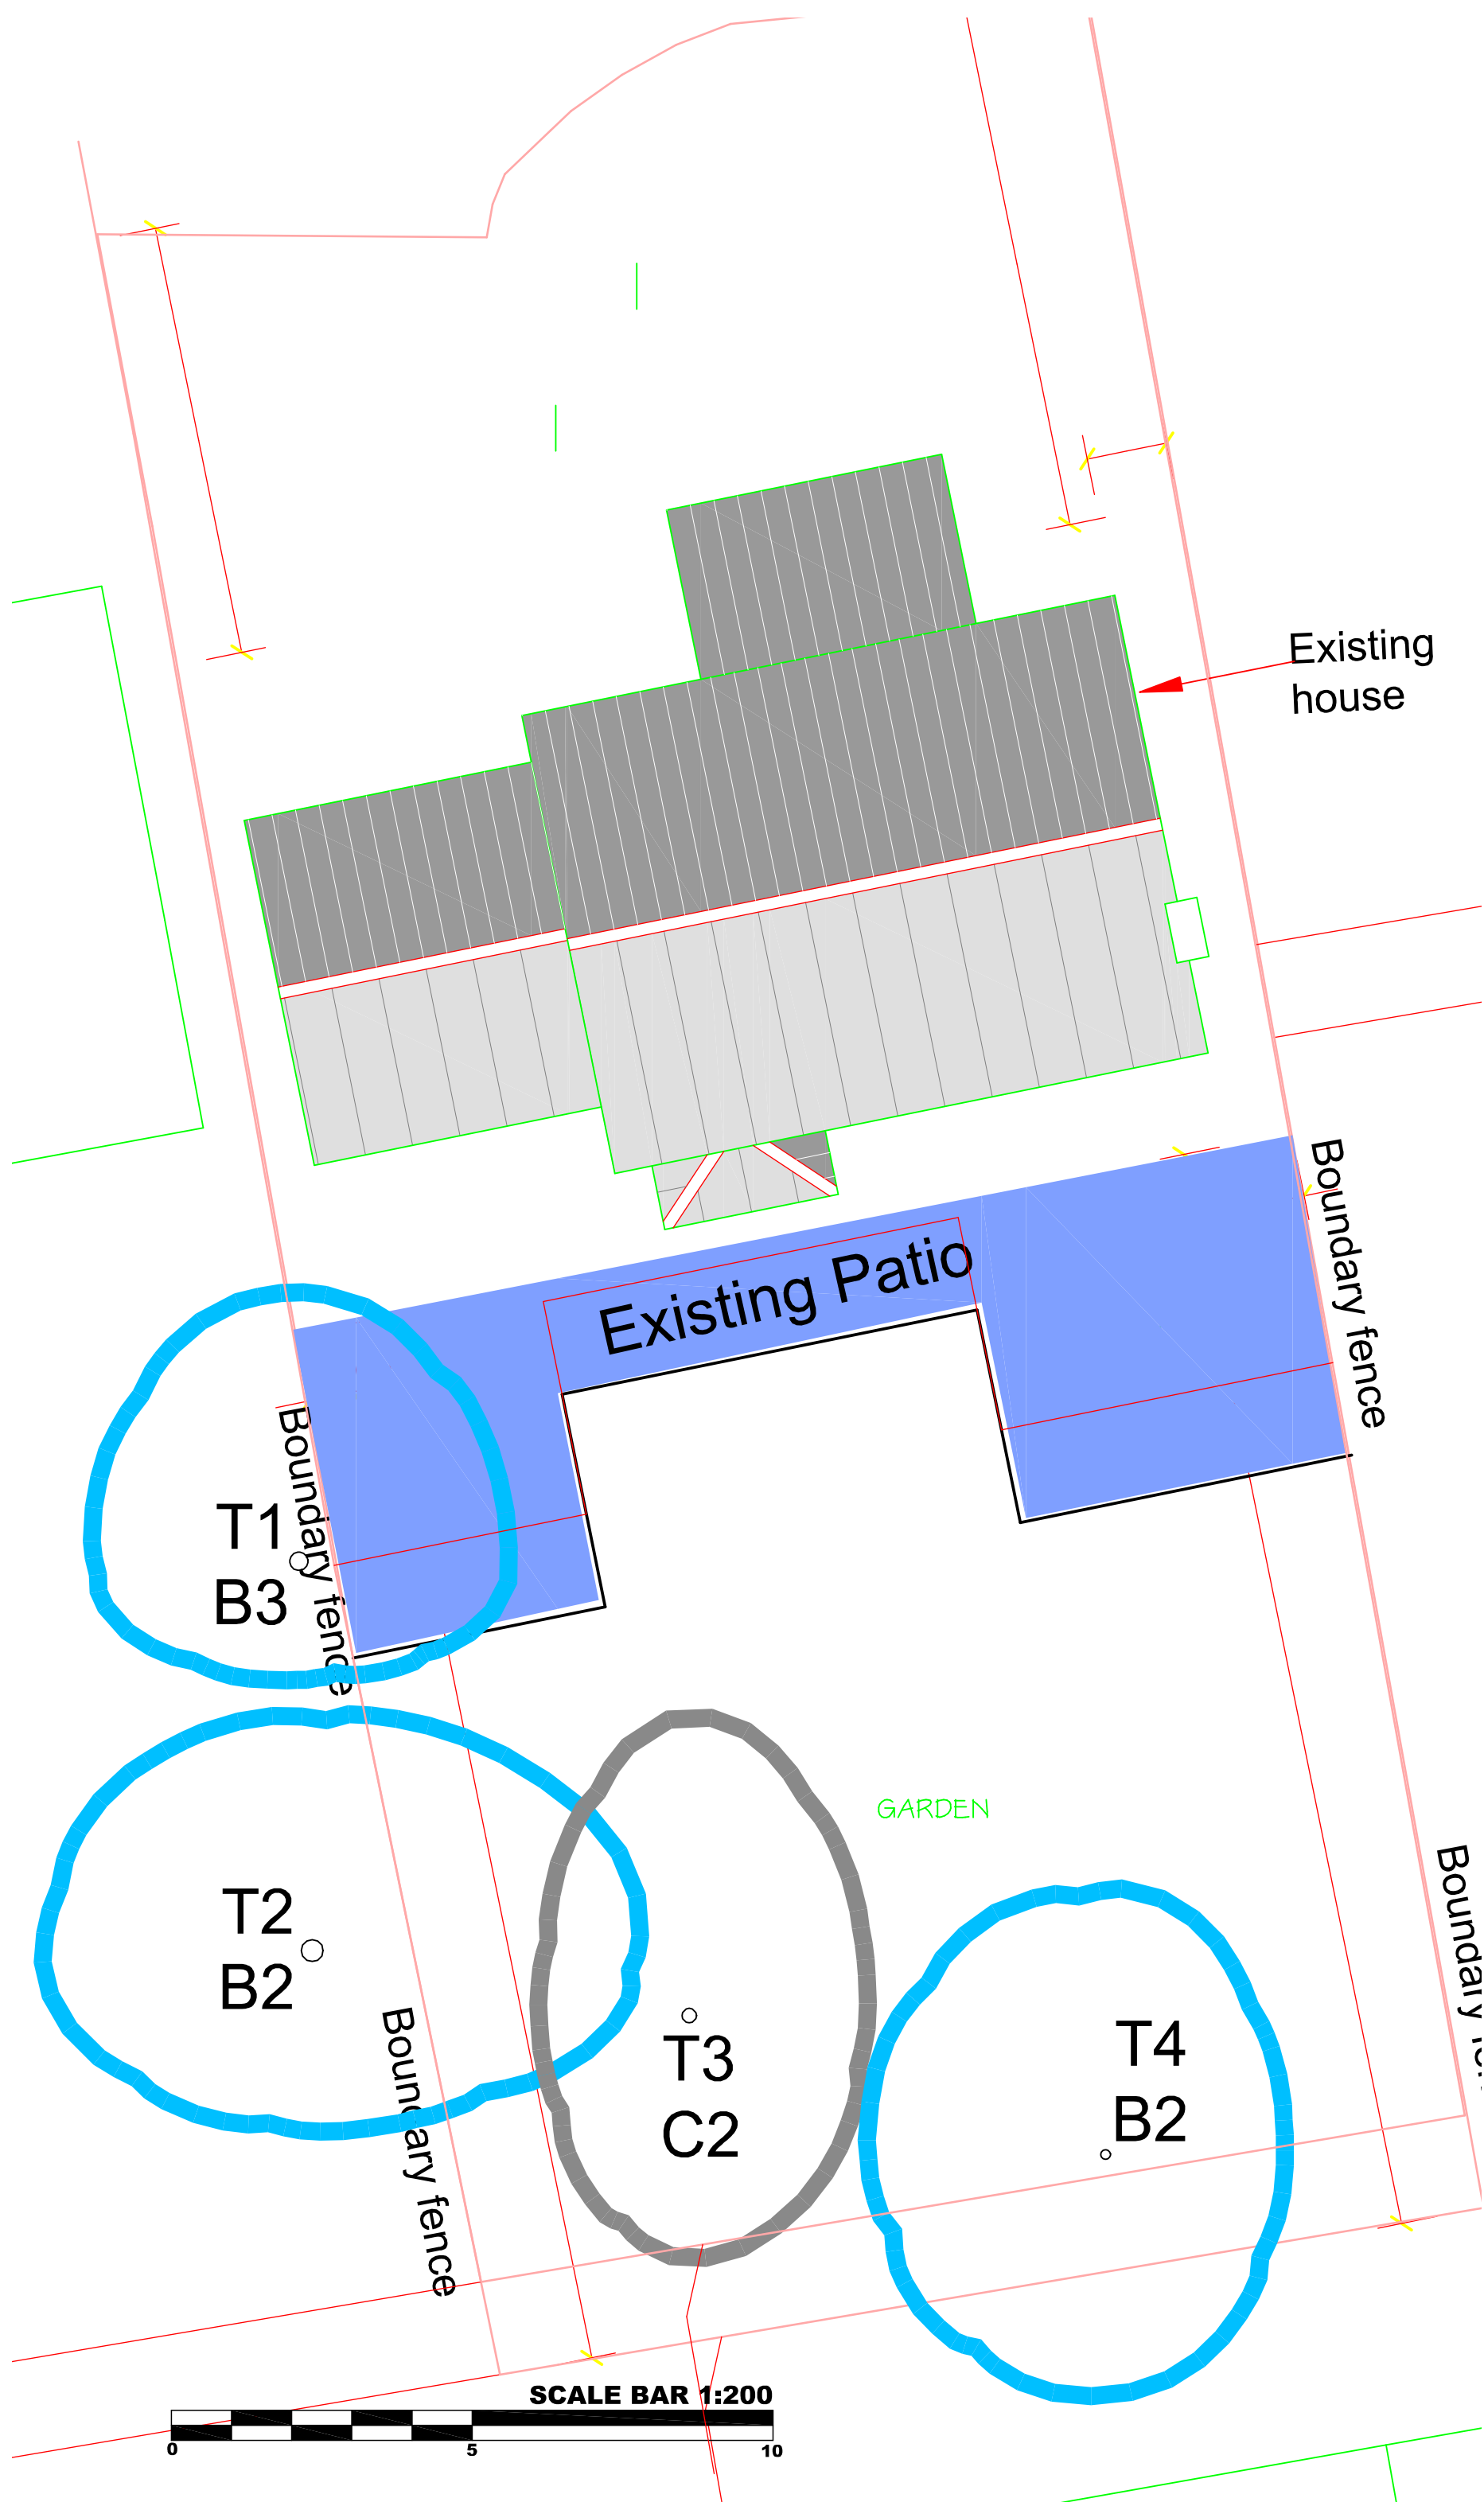 Existing
house
Existing Patio
Boundary fence
Boundary fence
T1
B3
GARDEN
T2
B2
T3
C2
T4
B2
Boundary fence
Boundary
SCALE BAR 1:200
0 5 10